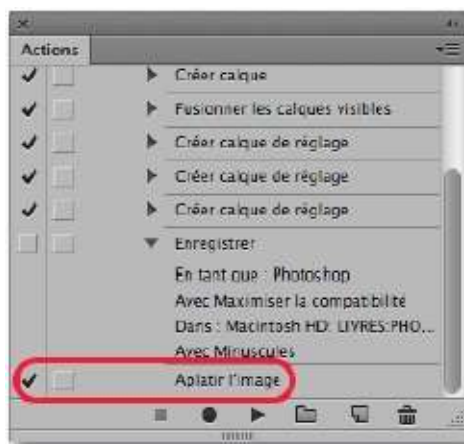 Actions
Créer calque
Fusionner les calques visibles
Créer calque de réglage
Créer calque de réglage
Créer calque de réglage
Enregistrer
En tant que : Photoshop
Avec Maximiser la compatibilité
Dans : Macintosh HD: LIVRES:PHO...
Avec Minuscules
Aplatir l'image